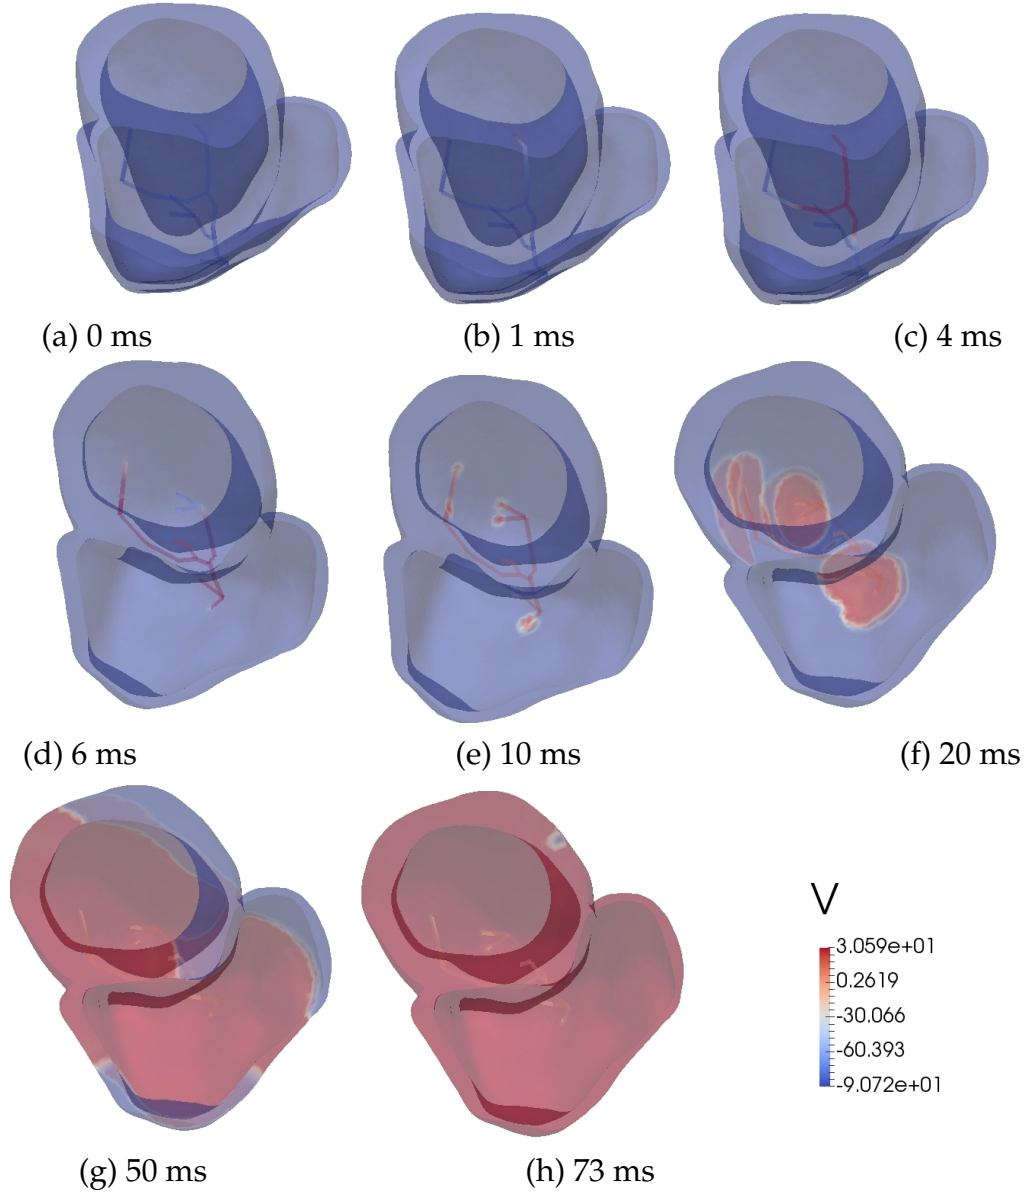 (a) 0 ms
(b) 1 ms
(c) 4 ms
(d) 6 ms
(e) 10 ms
(f) 20 ms
V
3.059e+01
0.2619
-30.066
-60.393
-9.072e+01
(g) 50 ms
(h) 73 ms